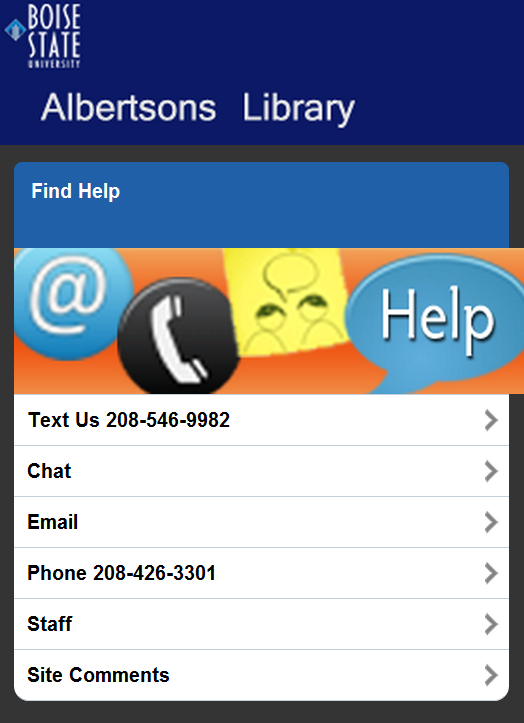 BOISE
STATE
UNIVERSITY
Albertsons Library
Find Help
@
Help
Text Us 208-546-9982
Chat
Email
Phone 208-426-3301
Staff
Site Comments